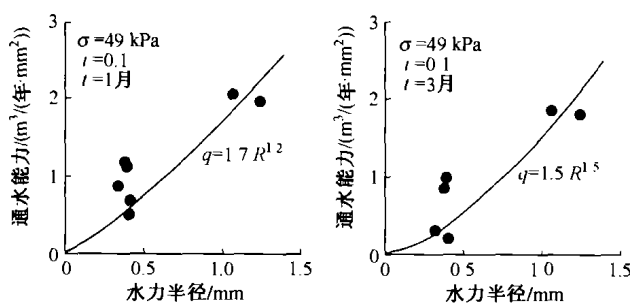 3
2
1
0
通水能力/(m³/(年·mm²))
σ=49 kPa
i=0.1
t=1月
q=1 7 R^1 2
0 0 5 1 0 1.5
水力半径/mm
3
2
1
0
通水能力/(m³/(年·mm²))
σ=49 kPa
i=0 1
t=3月
q=1.5 R^1 5
0 0.5 1 0 1.5
水力半径/mm